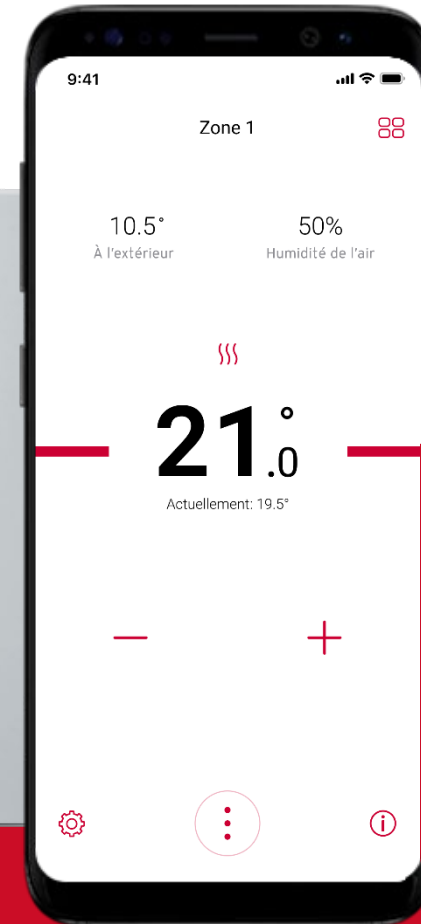 9:41
Zone 1
10.5° 50%
À l'extérieur Humidité de l'air
21.0°
Actuellement: 19.5°